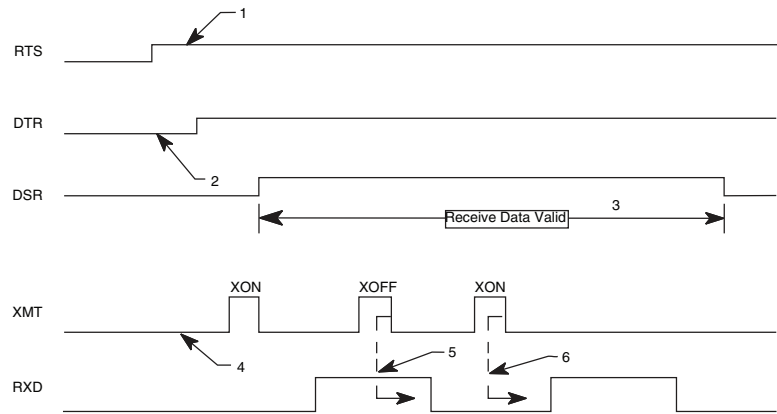 1
RTS
DTR
2
DSR
3
Receive Data Valid
XON
XOFF
XON
XMT
4
5
6
RXD